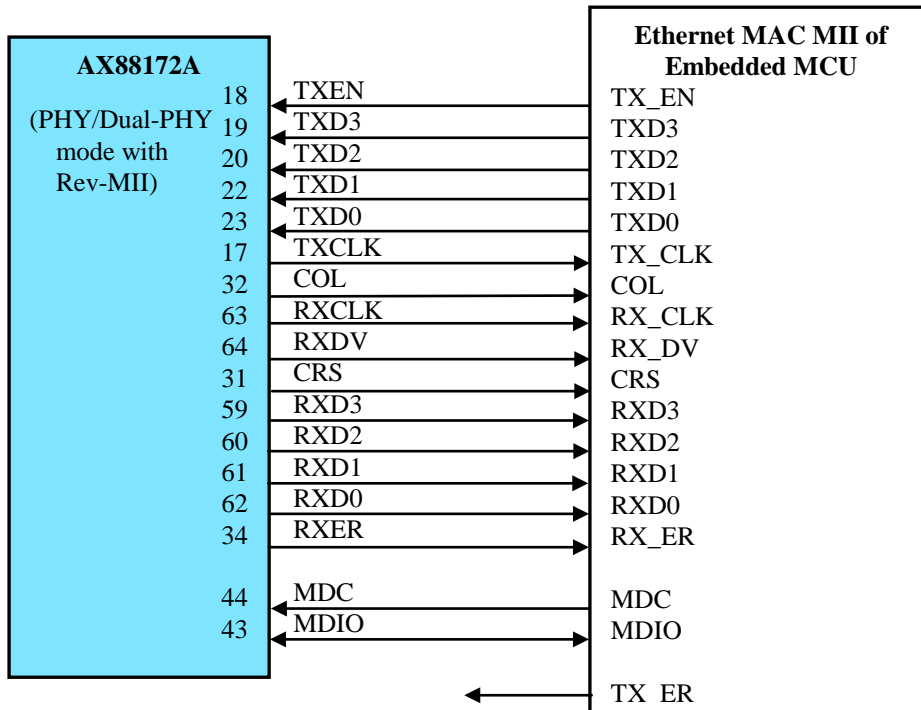 AX88172A
(PHY/Dual-PHY
mode with
Rev-MII)
Ethernet MAC MII of
Embedded MCU
18 TXEN TX_EN
19 TXD3 TXD3
20 TXD2 TXD2
22 TXD1 TXD1
23 TXD0 TXD0
17 TXCLK TX_CLK
32 COL COL
63 RXCLK RX_CLK
64 RXDV RX_DV
31 CRS CRS
59 RXD3 RXD3
60 RXD2 RXD2
61 RXD1 RXD1
62 RXD0 RXD0
34 RXER RX_ER
44 MDC MDC
43 MDIO MDIO
TX_ER